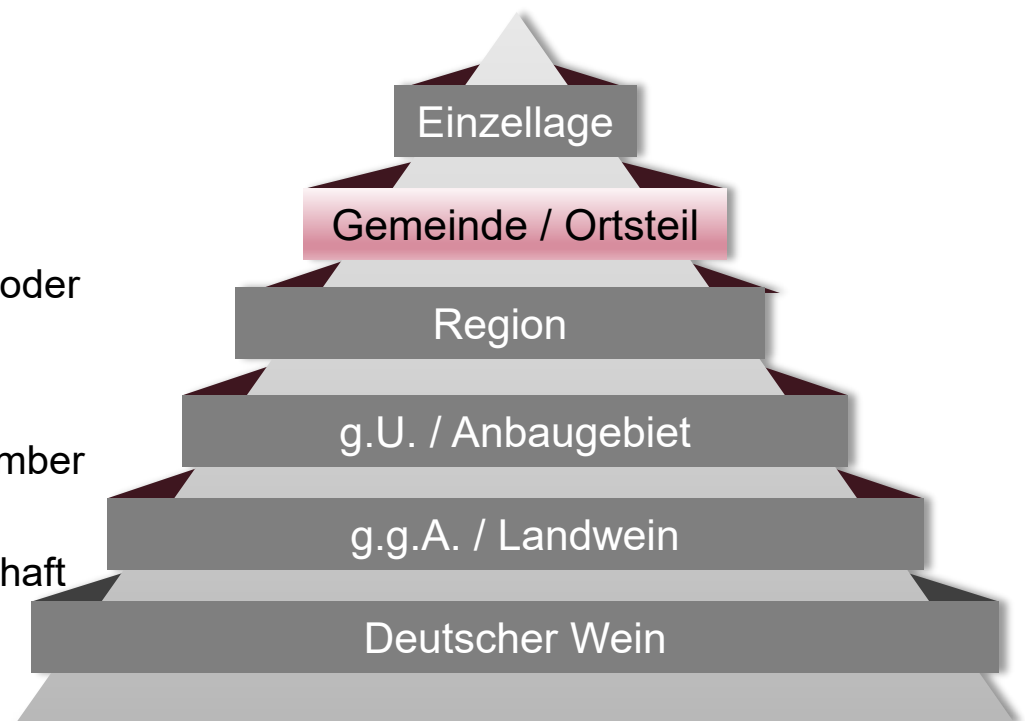 Einzellage
Gemeinde / Ortsteil
oder
Region
g.U. / Anbaugebiet
mber
g.g.A. / Landwein
haft
Deutscher Wein